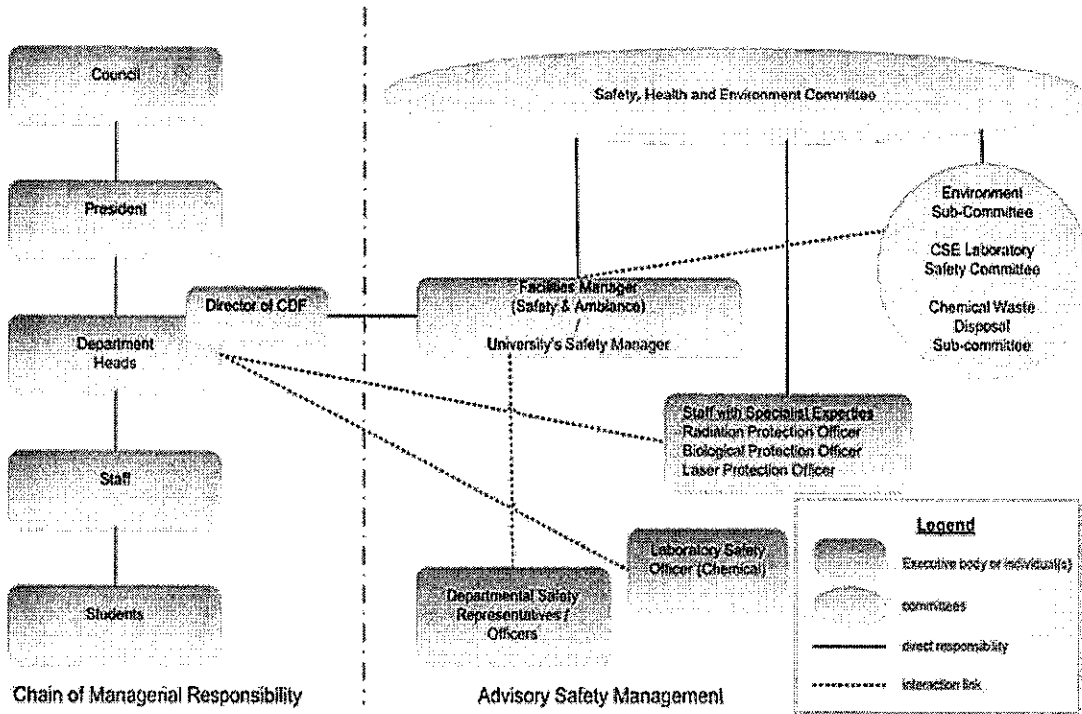 Council
President
Director of CDF
Department
Heads
Staff
Students
Chain of Managerial Responsibility
Safety, Health and Environment Committee
Environment
Sub-Committee
CSE Laboratory
Safety Committee
Chemical Waste
Disposal
Sub-committee
Facilities Manager
(Safety & Ambiance)
/
University's Safety Manager
Staff with Specialist Experties
Radiation Protection Officer
Biological Protection Officer
Laser Protection Officer
Laboratory Safety
Officer (Chemical)
Departmental Safety
Representatives /
Officers
Advisory Safety Management
Legend
Executive body or individual(s)
committees
direct responsibility
interaction link